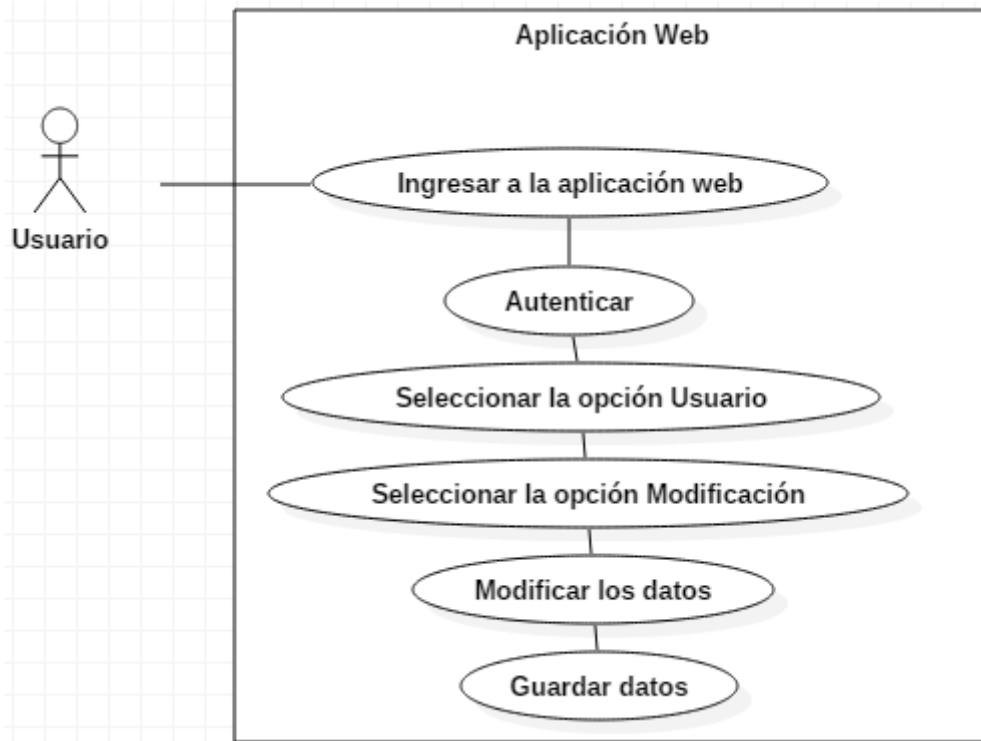 Aplicación Web
Ingresar a la aplicación web
Usuario
Autenticar
Seleccionar la opción Usuario
Seleccionar la opción Modificación
Modificar los datos
Guardar datos